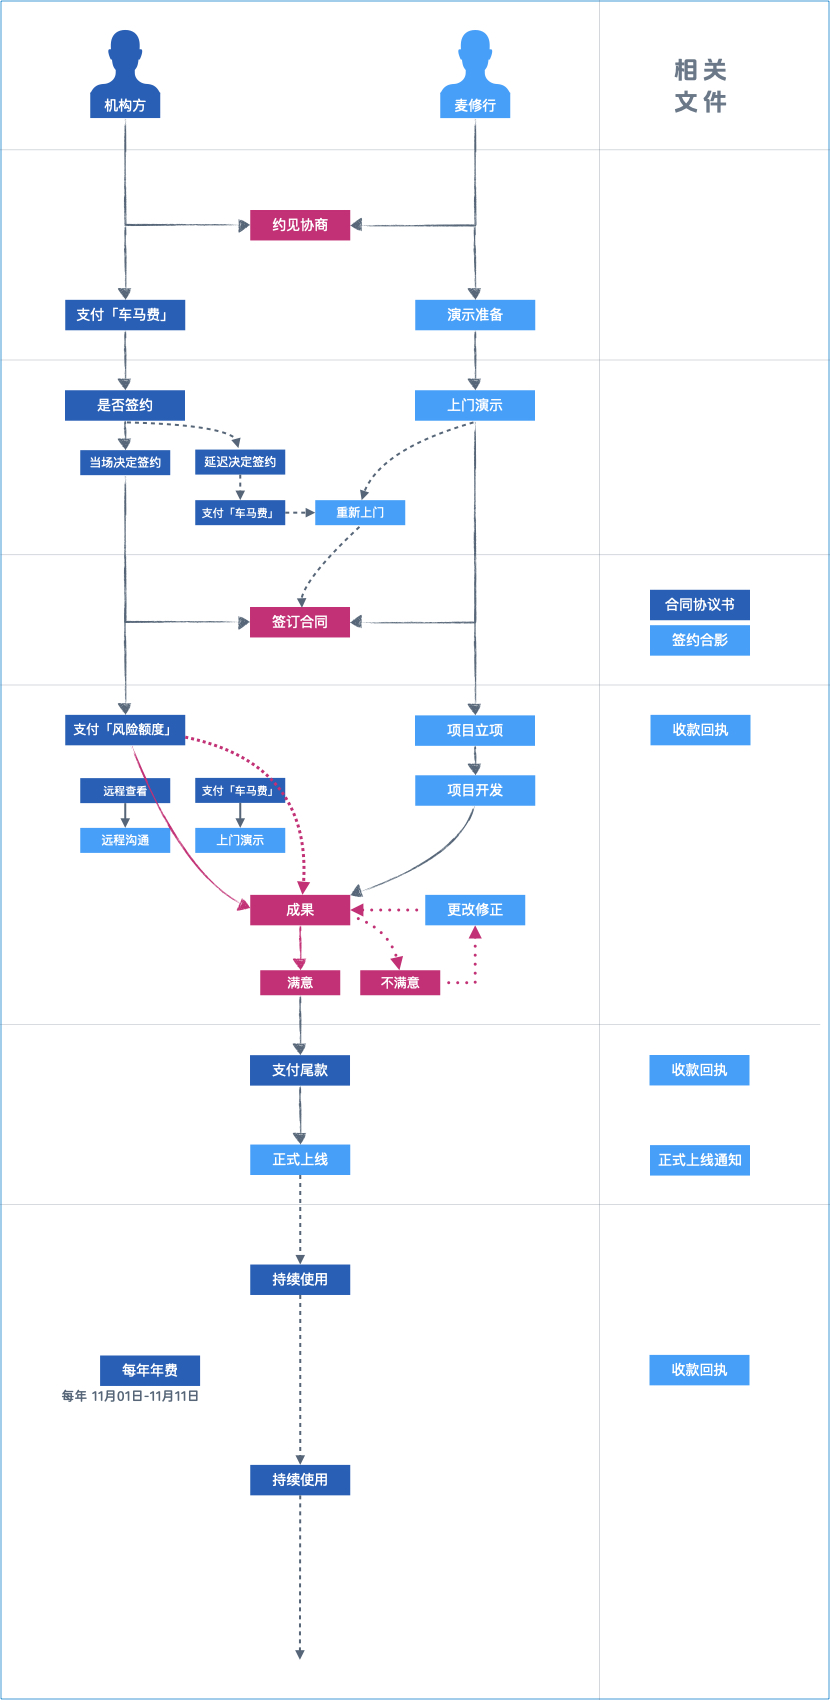 机构方
麦修行
相关
文件
约见协商
支付「车马费」
演示准备
是否签约
上门演示
当场决定签约
延迟决定签约
支付「车马费」
重新上门
签订合同
合同协议书
签约合影
支付「风险额度」
项目立项
收款回执
远程查看
支付「车马费」
项目开发
远程沟通
上门演示
成果
更改修正
满意
不满意
支付尾款
收款回执
正式上线
正式上线通知
持续使用
每年年费
收款回执
每年 11月01日-11月11日
持续使用